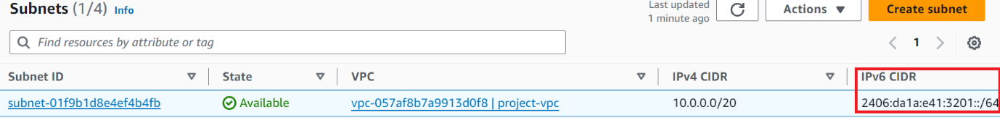 Subnets (1/4) Info
Last updated
1 minute ago
Actions
Create subnet
Find resources by attribute or tag
1
Subnet ID State VPC IPv4 CIDR IPv6 CIDR
subnet-01f9b1d8e4ef4b4fb Available vpc-057af8b7a9913d0f8 | project-vpc 10.0.0.0/20 2406:da1a:e41:3201::/64